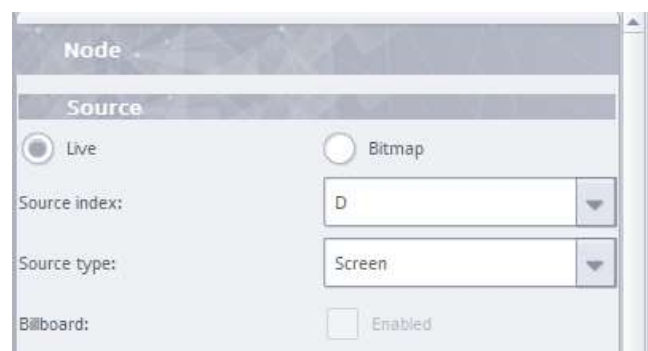 Node
Source
Live Bitmap
Source index: D
Source type: Screen
Billboard: Enabled